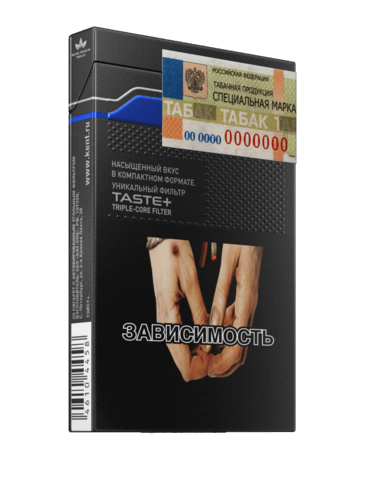 РОССИЙСКАЯ ФЕДЕРАЦИЯ
ТАБАЧНАЯ ПРОДУКЦИЯ
СПЕЦИАЛЬНАЯ МАРКА
ТАБАК ТАБАК Т
00 0000 0000000
www.kent.ru
НАСЫЩЕННЫЙ ВКУС
В КОМПАКТНОМ ФОРМАТЕ.
УНИКАЛЬНЫЙ ФИЛЬТР
TASTE+
TRIPLE-CORE FILTER
ЗАВИСИМОСТЬ
46104458